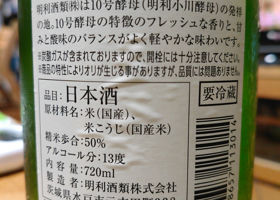 明利酒類㈱は10号酵母(明利小川酵母)の発祥
地。10号酵母の特徴のフレッシュな香りと、甘
みと酸味のバランスがよく軽やかな味わいです。
※炭酸ガスが含まれておりますので、開栓には十分注意してください。
※商品の特性によりオリが生じる事がありますが、品質には問題ありません。
品目:日本酒
要冷蔵
原材料名:米(国産)、
米こうじ(国産米)
精米歩合:50%
アルコール分:13度
内容量:720ml
製造者:明利酒類株式会社
8657113014